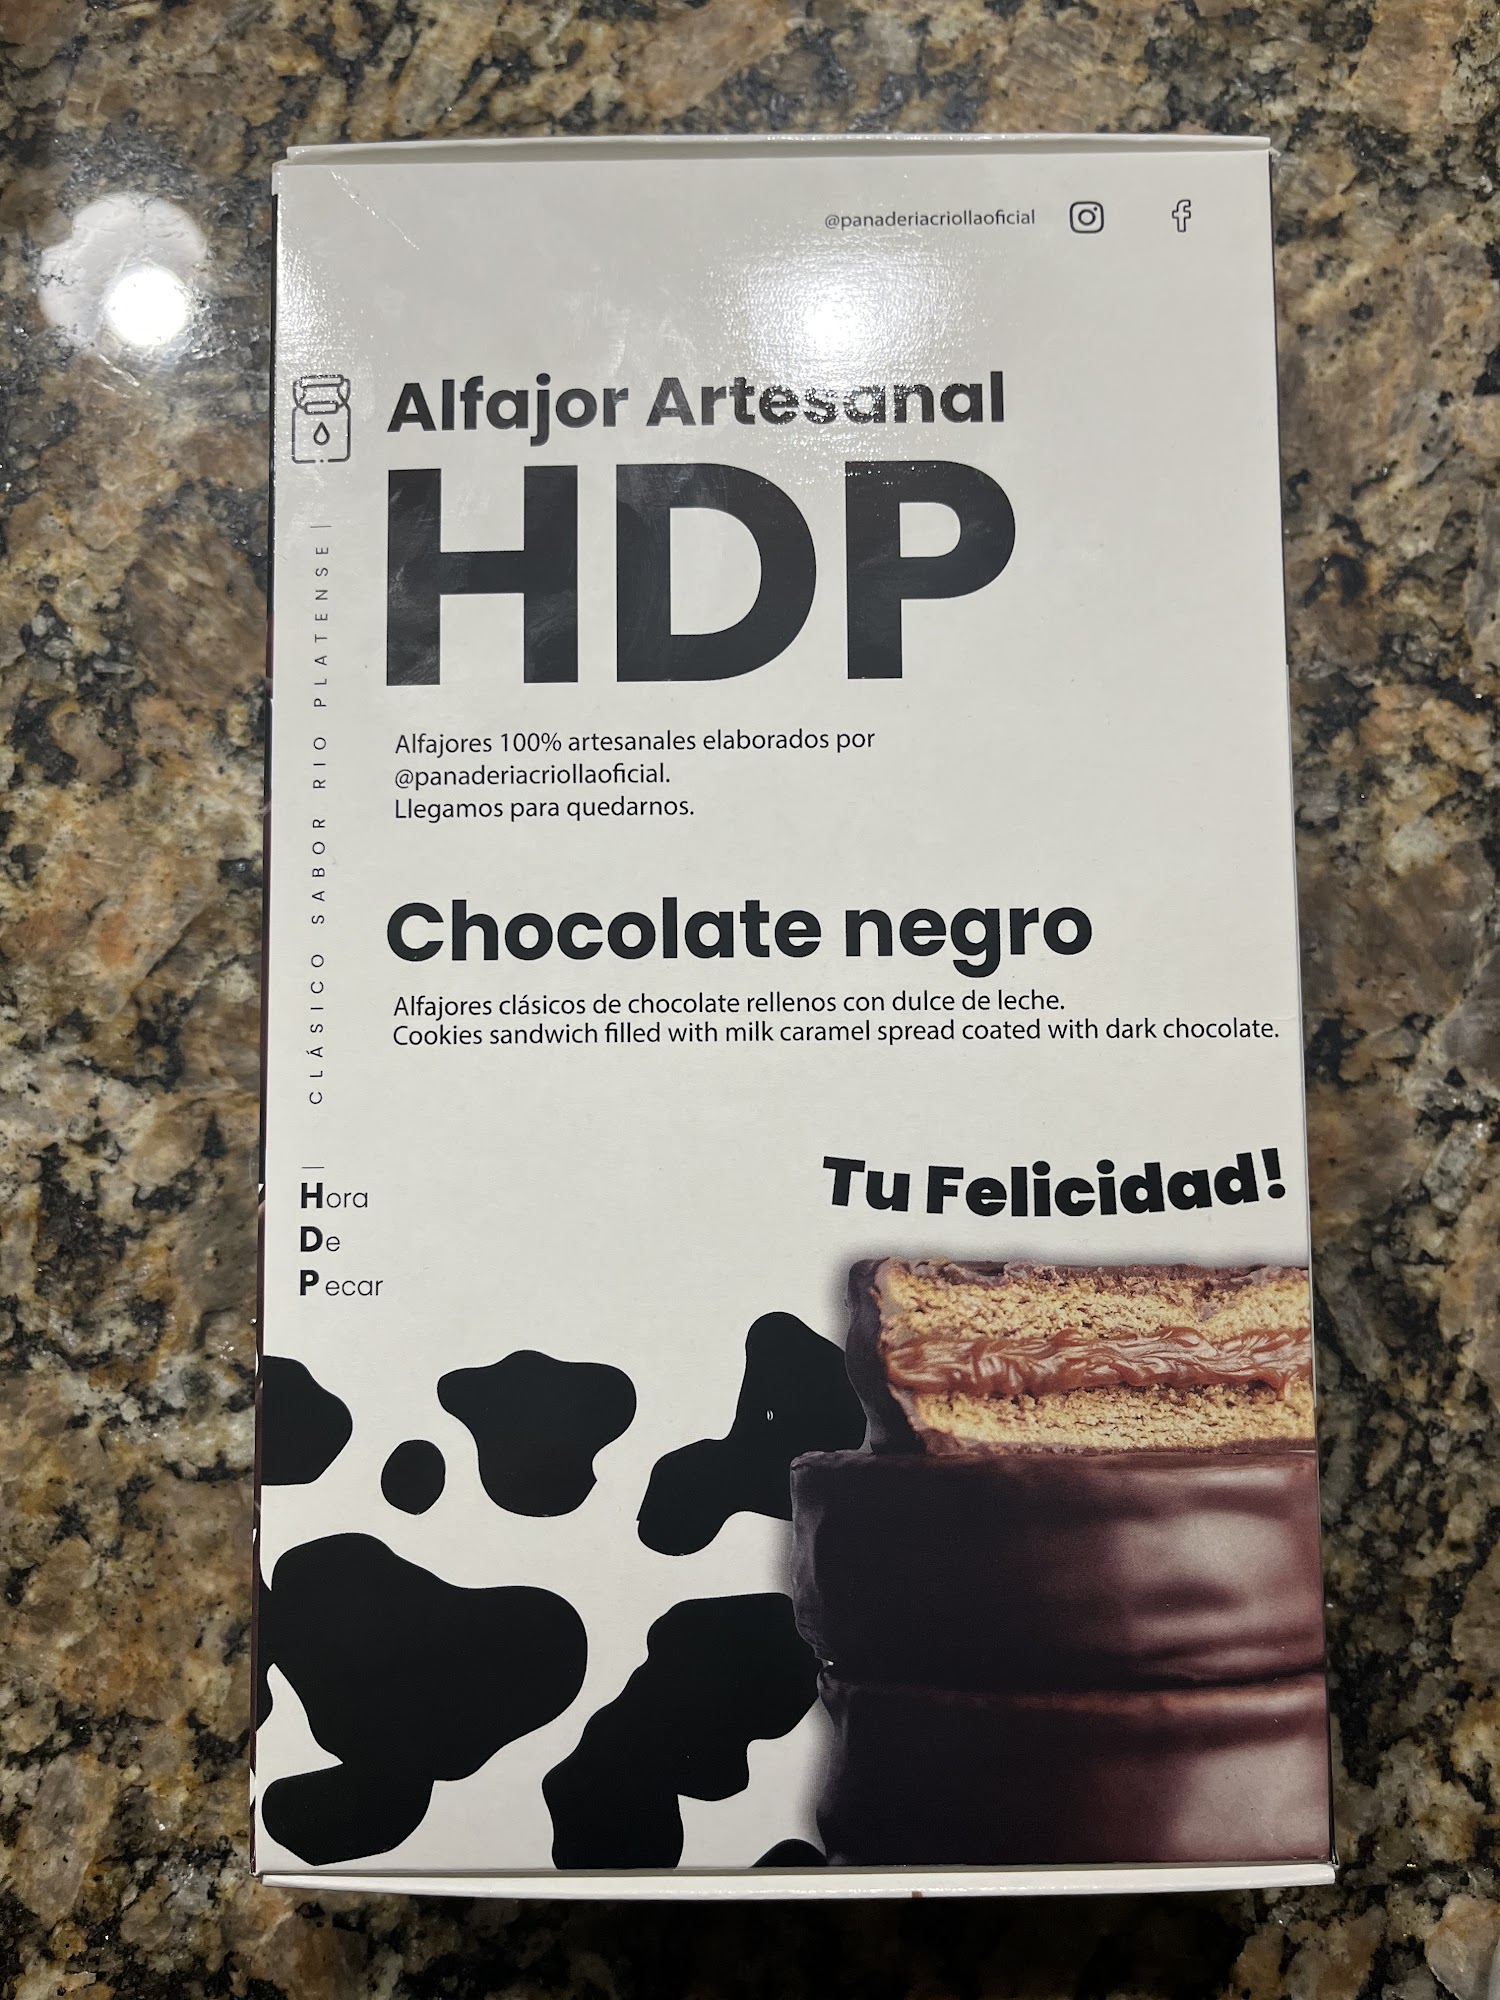 @panaderiacriollaoficial
Alfajor Artesanal
HDP
CLÁSICO SABOR RIO PLATENSE
Alfajores 100% artesanales elaborados por
@panaderiacriollaoficial.
Llegamos para quedarnos.
Chocolate negro
Alfajores clásicos de chocolate rellenos con dulce de leche.
Cookies sandwich filled with milk caramel spread coated with dark chocolate.
Tu Felicidad!
Hora
De
Pecar